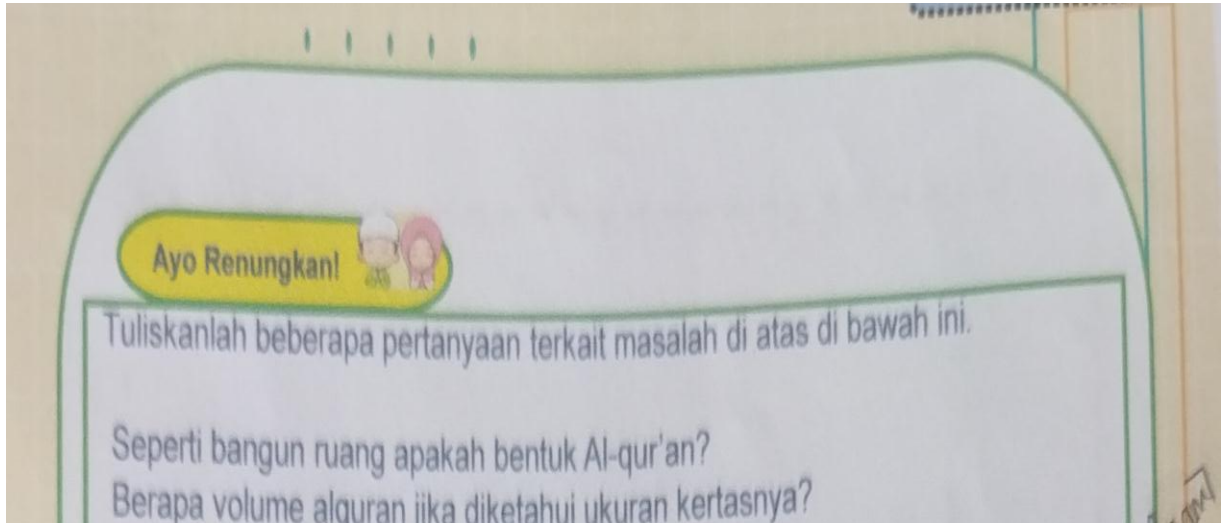 Ayo Renungkan!
Tuliskanlah beberapa pertanyaan terkait masalah di atas di bawah ini.
Seperti bangun ruang apakah bentuk Al-qur'an?
Berapa volume alquran jika diketahui ukuran kertasnya?